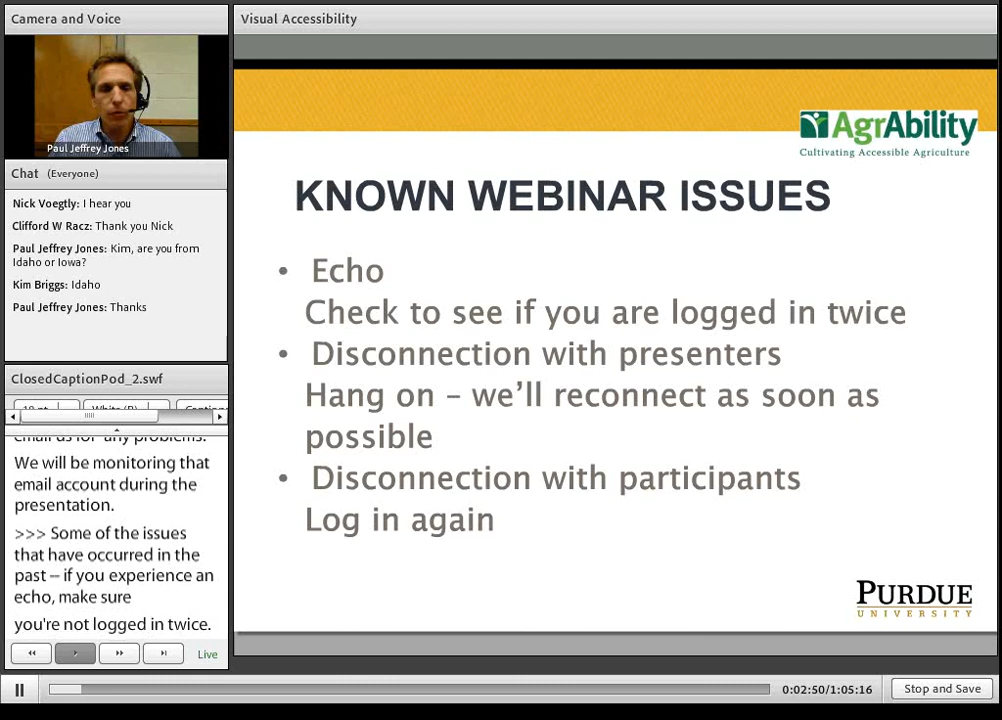 Camera and Voice
Paul Jeffrey Jones
Chat (Everyone)
Nick Voegtly: I hear you
Clifford W Racz: Thank you Nick
Paul Jeffrey Jones: Kim, are you from
Idaho or Iowa?
Kim Briggs: Idaho
Paul Jeffrey Jones: Thanks
ClosedCaptionPod_2.swf
email us for any problems.
We will be monitoring that
email account during the
presentation.
>>> Some of the issues
that have occurred in the
past -- if you experience an
echo, make sure
you're not logged in twice.
Live
Visual Accessibility
AgrAbility
Cultivating Accessible Agriculture
KNOWN WEBINAR ISSUES
• Echo
Check to see if you are logged in twice
• Disconnection with presenters
Hang on – we’ll reconnect as soon as
possible
• Disconnection with participants
Log in again
PURDUE
UNIVERSITY
0:02:50/1:05:16
Stop and Save